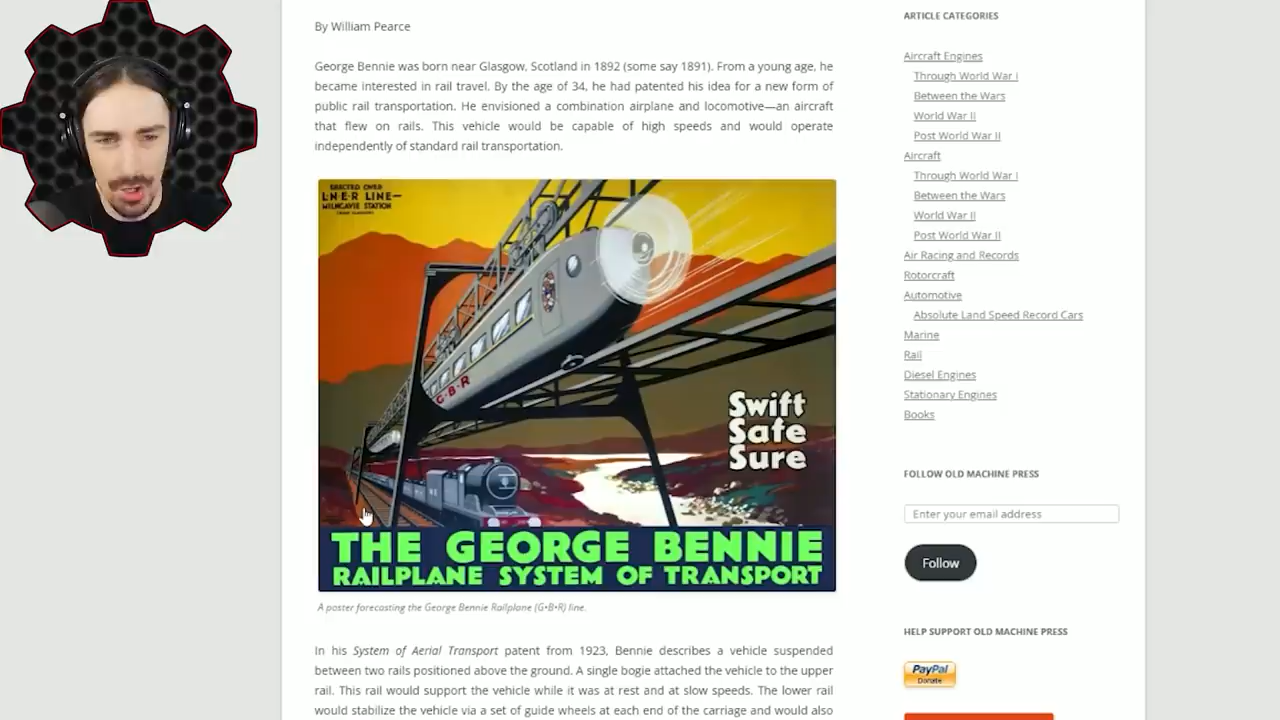 By William Pearce
George Bennie was born near Glasgow, Scotland in 1892 (some say 1891). From a young age, he
became interested in rail travel. By the age of 34, he had patented his idea for a new form of
public rail transportation. He envisioned a combination airplane and locomotive—an aircraft
that flew on rails. This vehicle would be capable of high speeds and would operate
independently of standard rail transportation.
ERECTED OVER
L·N·E·R LINE—
MILNGAVIE STATION
G·B·R
Swift
Safe
Sure
THE GEORGE BENNIE
RAILPLANE SYSTEM OF TRANSPORT
A poster forecasting the George Bennie Railplane (G•B•R) line.
In his System of Aerial Transport patent from 1923, Bennie describes a vehicle suspended
between two rails positioned above the ground. A single bogie attached the vehicle to the upper
rail. This rail would support the vehicle while it was at rest and at slow speeds. The lower rail
would stabilize the vehicle via a set of guide wheels at each end of the carriage and would also
ARTICLE CATEGORIES
Aircraft Engines
Through World War I
Between the Wars
World War II
Post World War II
Aircraft
Through World War I
Between the Wars
World War II
Post World War II
Air Racing and Records
Rotorcraft
Automotive
Absolute Land Speed Record Cars
Marine
Rail
Diesel Engines
Stationary Engines
Books
FOLLOW OLD MACHINE PRESS
Enter your email address
Follow
HELP SUPPORT OLD MACHINE PRESS
PayPal
Donate